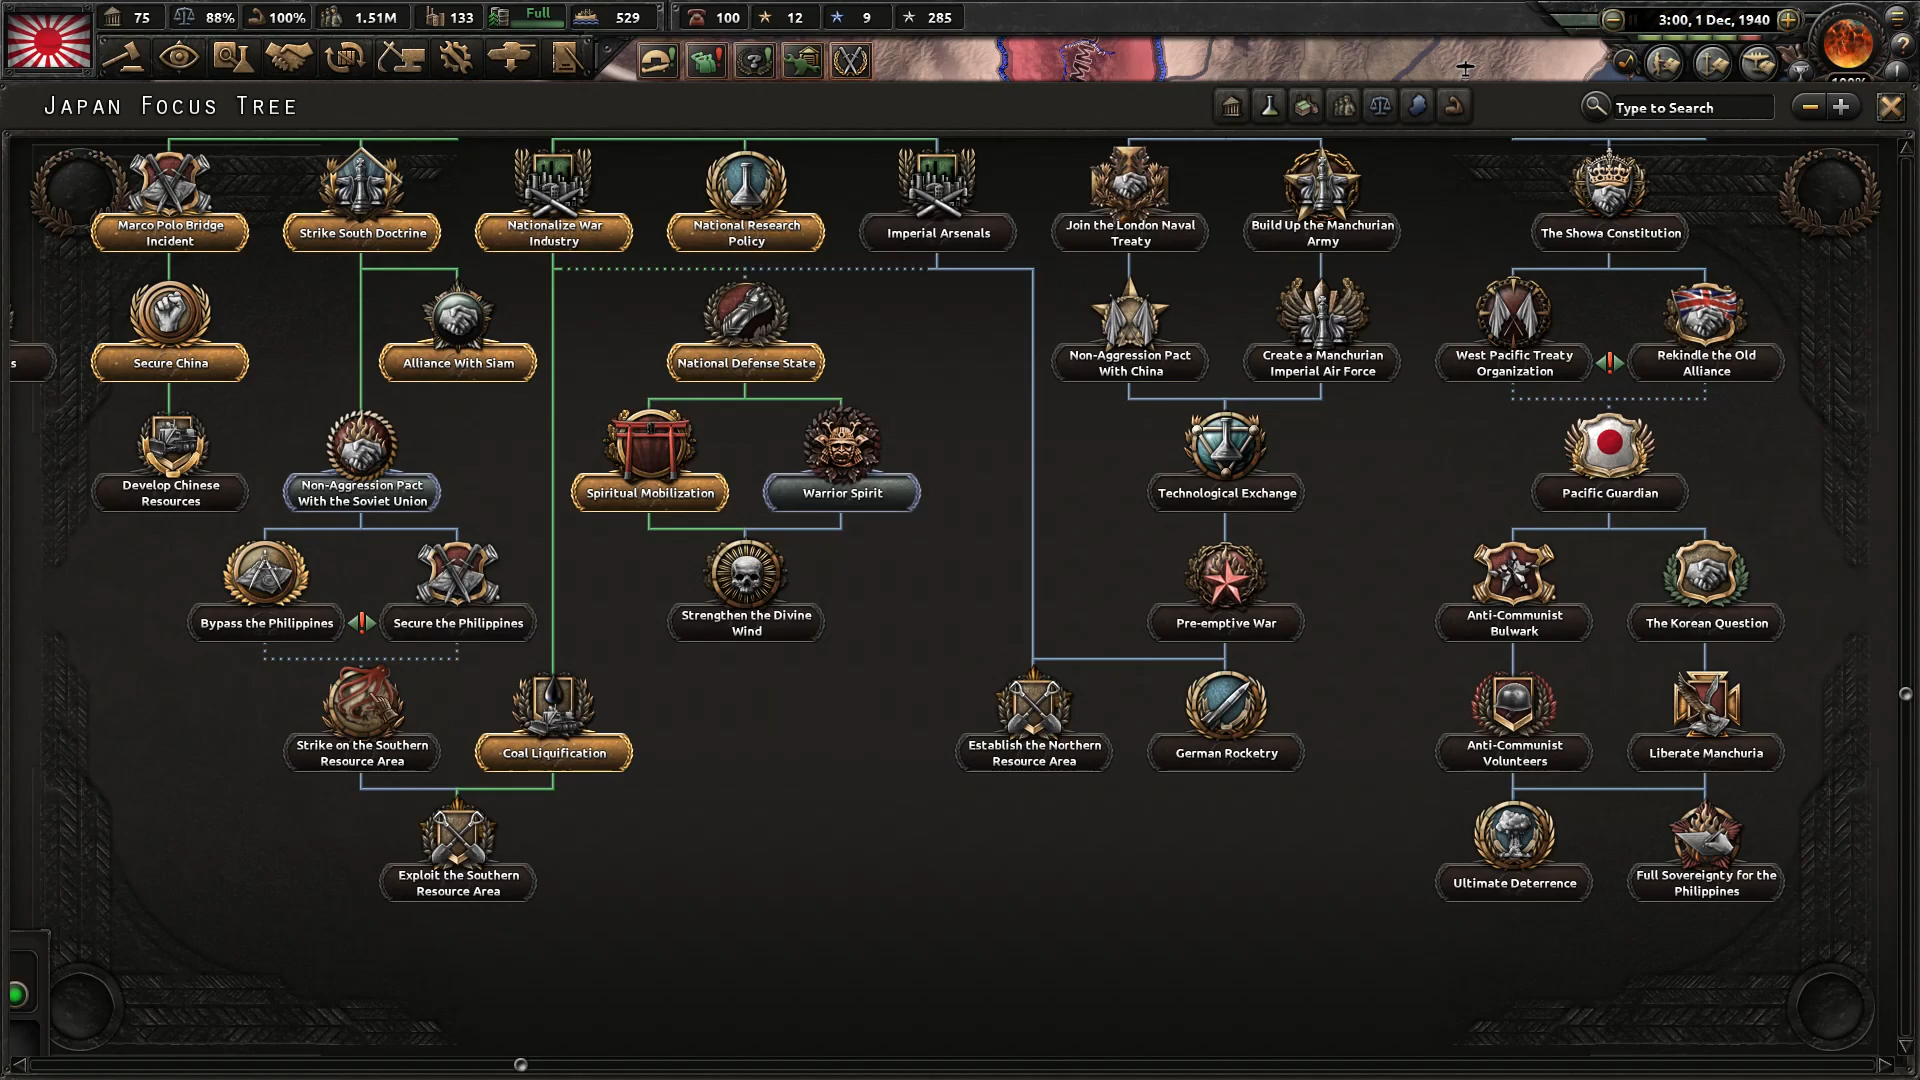 75
88%
100%
1.51M
133
Full
529
100
12
9
285
3:00, 1 Dec, 1940
Japan Focus Tree
Type to Search
Marco Polo Bridge
Incident
Strike South Doctrine
Nationalize War
Industry
National Research
Policy
Imperial Arsenals
Join the London Naval
Treaty
Build Up the Manchurian
Army
The Showa Constitution
s
Secure China
Alliance With Siam
National Defense State
Non-Aggression Pact
With China
Create a Manchurian
Imperial Air Force
West Pacific Treaty
Organization
Rekindle the Old
Alliance
Develop Chinese
Resources
Non-Aggression Pact
With the Soviet Union
Spiritual Mobilization
Warrior Spirit
Technological Exchange
Pacific Guardian
Bypass the Philippines
Secure the Philippines
Strengthen the Divine
Wind
Pre-emptive War
Anti-Communist
Bulwark
The Korean Question
Strike on the Southern
Resource Area
Coal Liquification
Establish the Northern
Resource Area
German Rocketry
Anti-Communist
Volunteers
Liberate Manchuria
Exploit the Southern
Resource Area
Ultimate Deterrence
Full Sovereignty for the
Philippines